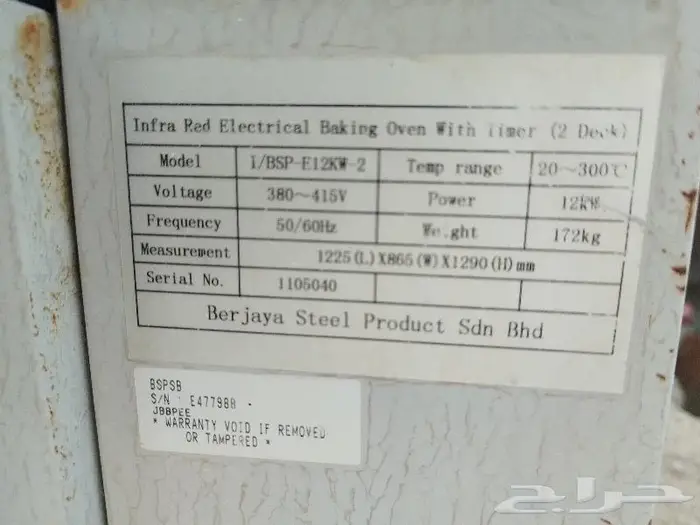 Infra Red Electrical Baking Oven With Timer (2 Deck)
Model I/BSP-E12KW-2 Temp range 20~300℃
Voltage 380~415V Power 12KW
Frequency 50/60Hz Weight 172kg
Measurement 1225(L)X865(W)X1290(H)mm
Serial No. 1105040
Berjaya Steel Product Sdn Bhd
BSPSB
S/N : E477988 -
JBBPEE
* WARRANTY VOID IF REMOVED
OR TAMPERED *
حراج